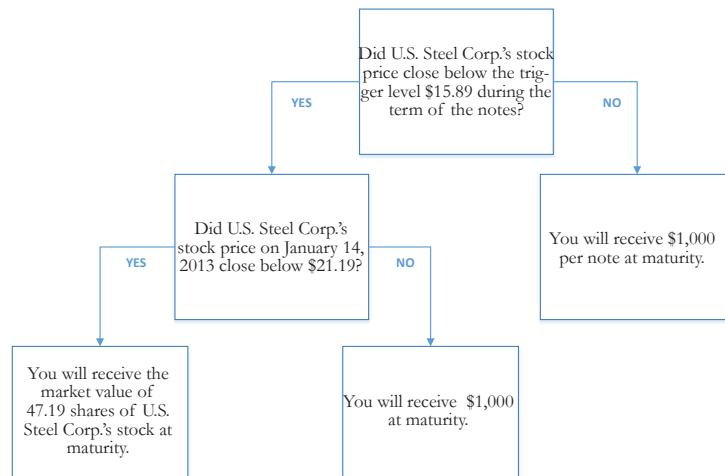 Did U.S. Steel Corp.'s stock
price close below the trig-
ger level $15.89 during the
term of the notes?
YES
NO
Did U.S. Steel Corp.'s
stock price on January 14,
2013 close below $21.19?
You will receive $1,000
per note at maturity.
YES
NO
You will receive the
market value of
47.19 shares of U.S.
Steel Corp.'s stock at
maturity.
You will receive $1,000
at maturity.